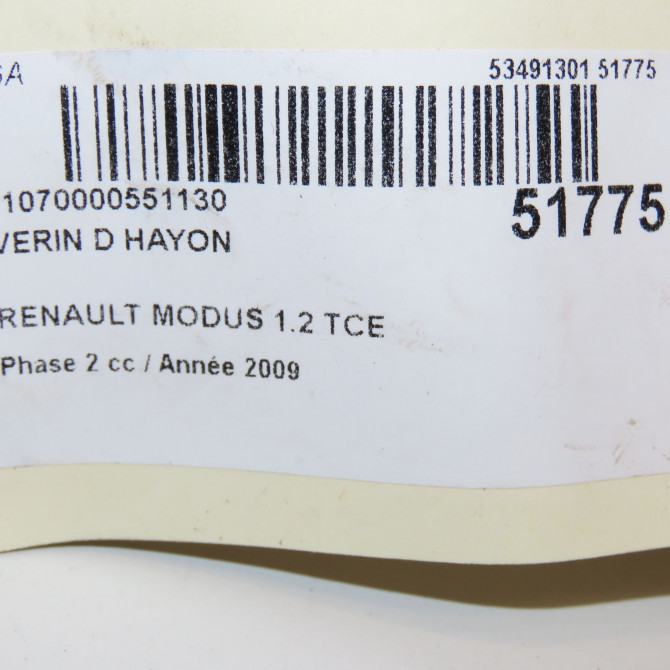 53491301 51775
1070000551130
51775
VERIN D HAYON
RENAULT MODUS 1.2 TCE
Phase 2 cc / Année 2009